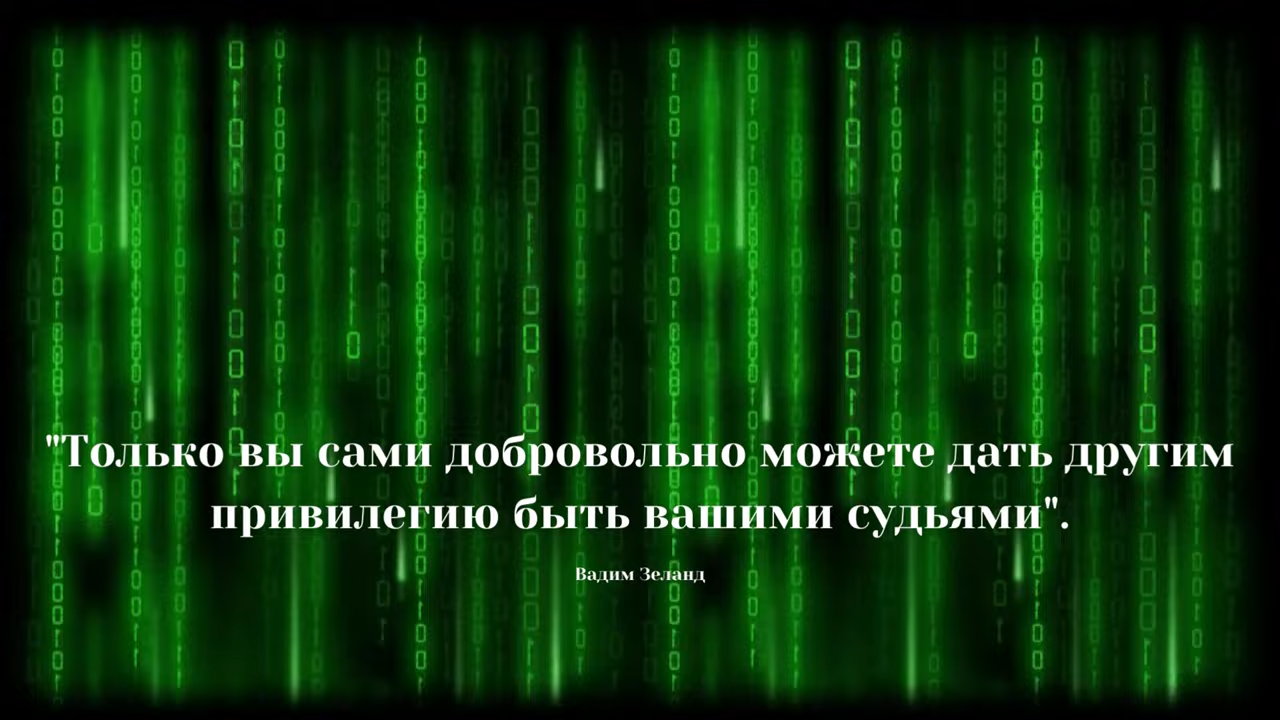 "Только вы сами добровольно можете дать другим
привилегию быть вашими судьями".
Вадим Зеланд